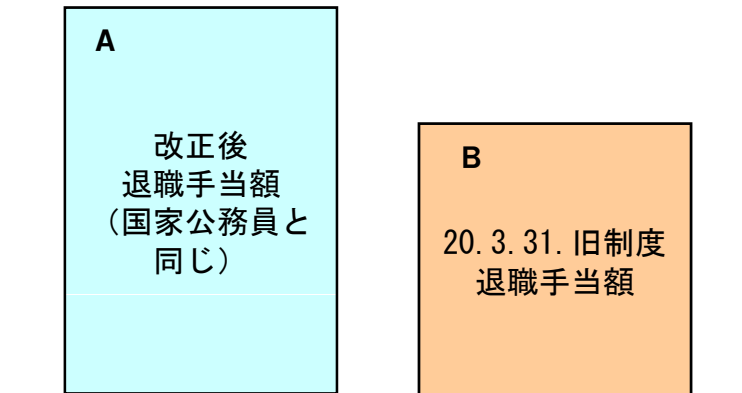 A
改正後
退職手当額
（国家公務員と
同じ）
B
20.3.31.旧制度
退職手当額